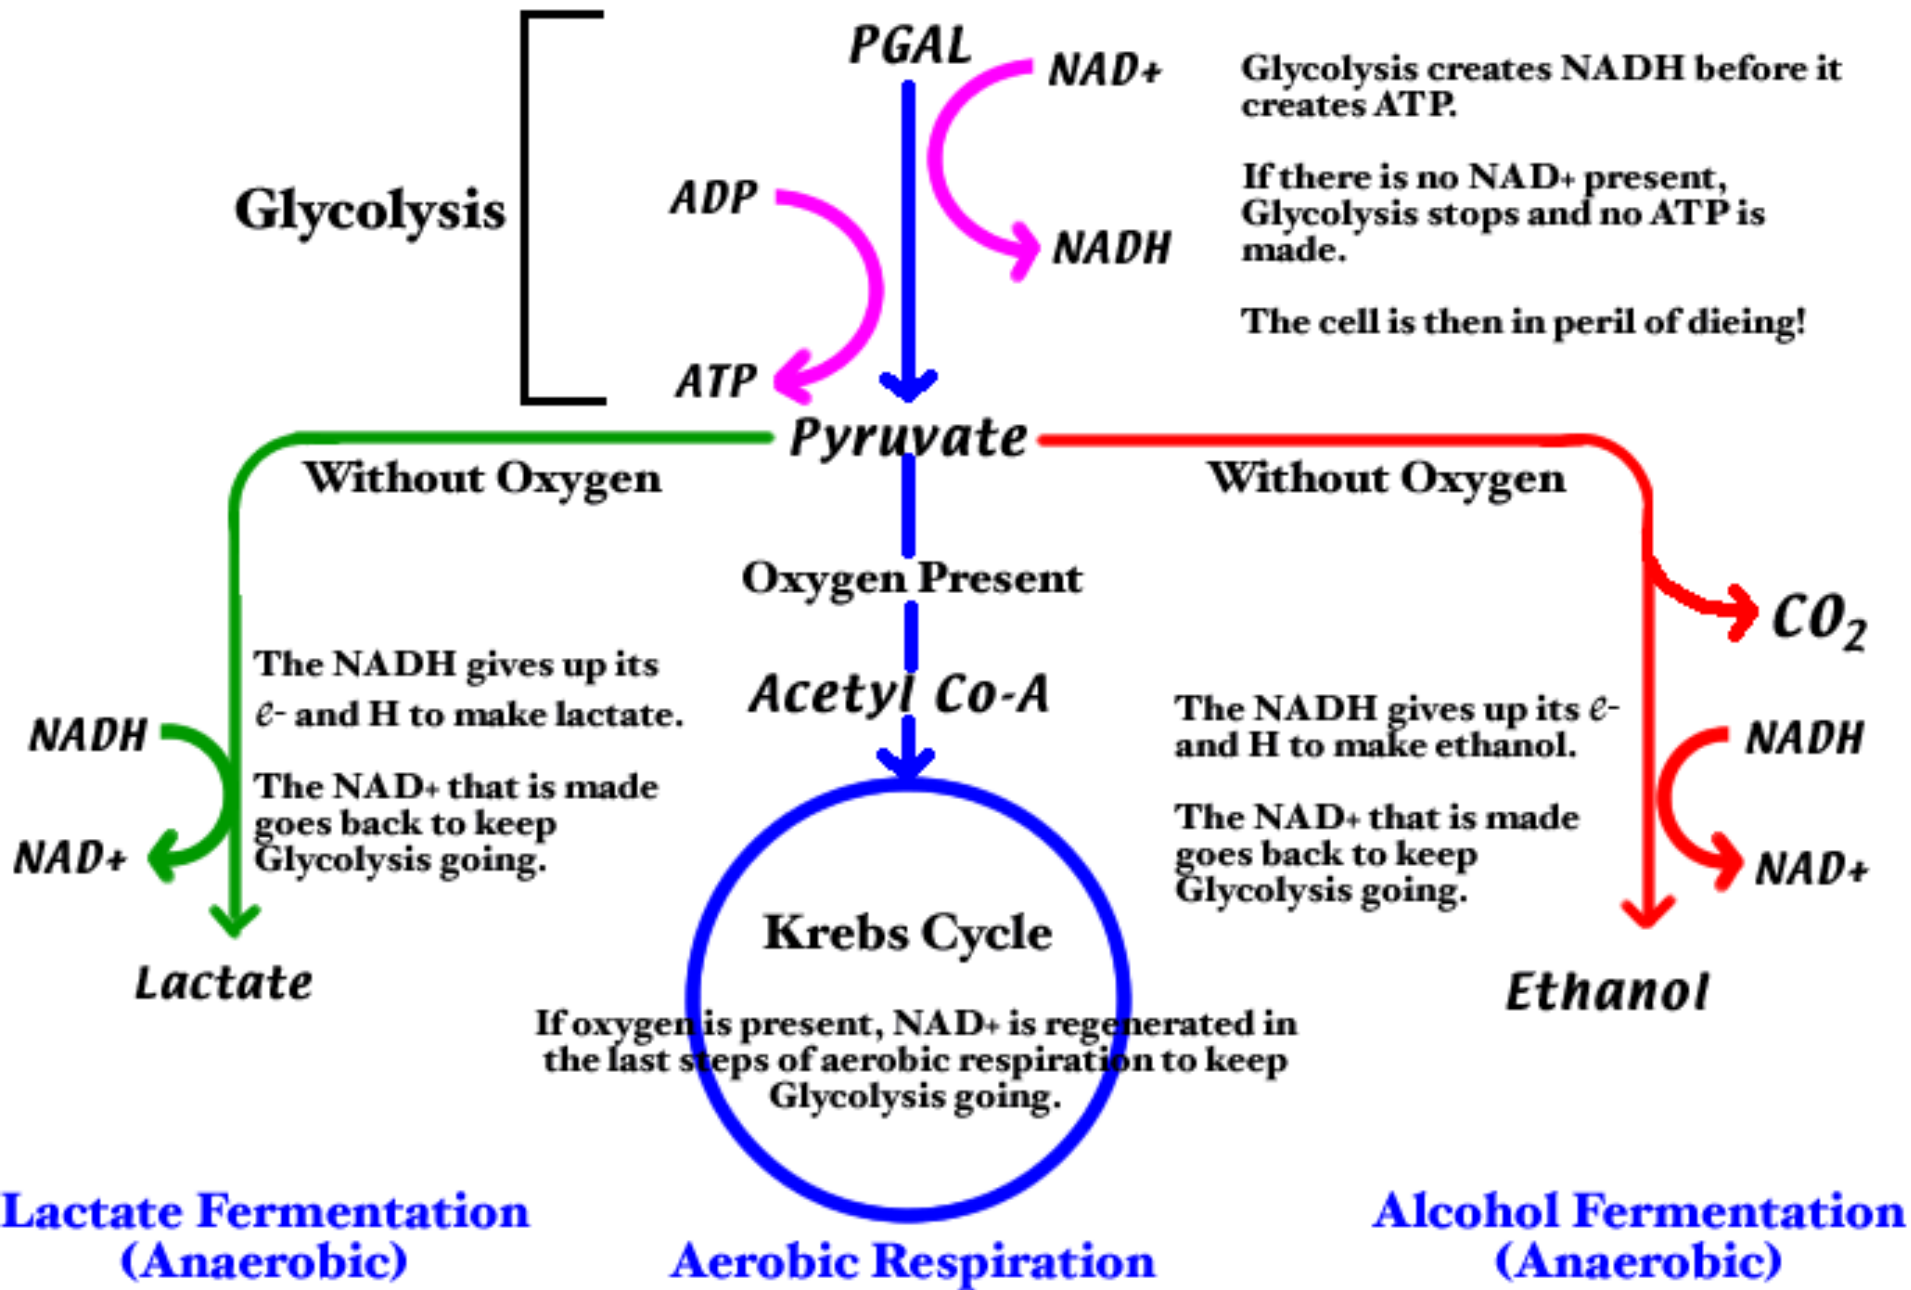 PGAL
NAD+
Glycolysis creates NADH before it
creates ATP.
If there is no NAD+ present,
Glycolysis stops and no ATP is
made.
The cell is then in peril of dieing!
Glycolysis
ADP
NADH
ATP
Pyruvate
Without Oxygen
Without Oxygen
Oxygen Present
CO₂
Acetyl Co-A
The NADH gives up its
e- and H to make lactate.
The NAD+ that is made
goes back to keep
Glycolysis going.
NADH
NAD+
Lactate
The NADH gives up its e-
and H to make ethanol.
The NAD+ that is made
goes back to keep
Glycolysis going.
NADH
NAD+
Ethanol
Krebs Cycle
If oxygen is present, NAD+ is regenerated in
the last steps of aerobic respiration to keep
Glycolysis going.
Lactate Fermentation
(Anaerobic)
Aerobic Respiration
Alcohol Fermentation
(Anaerobic)